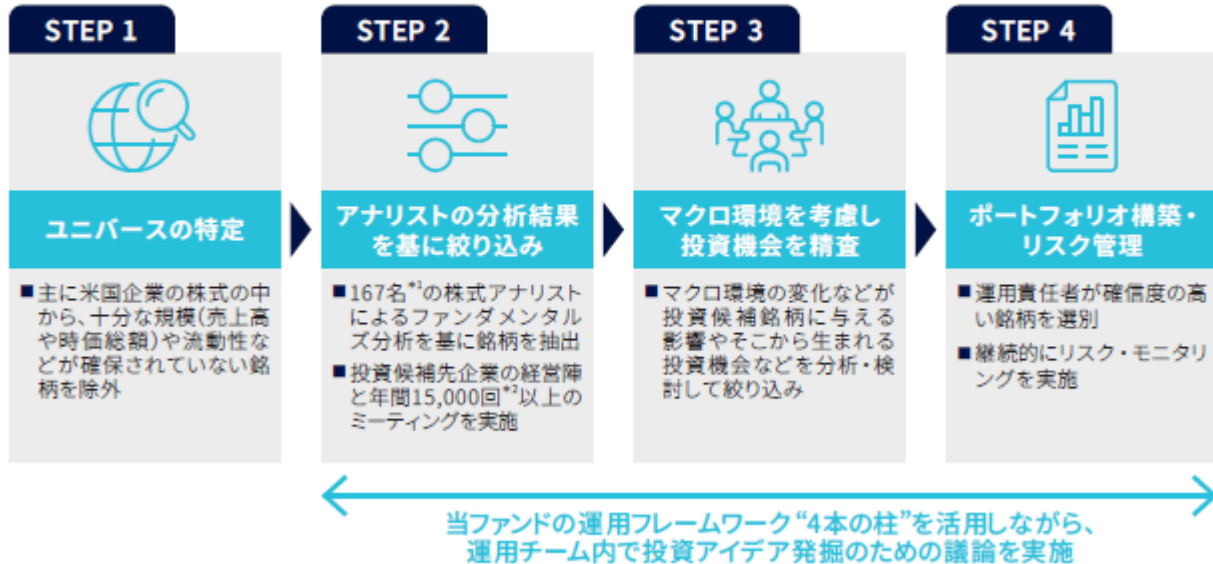 STEP 1
ユニバースの特定
■主に米国企業の株式の中
から、十分な規模(売上高
や時価総額)や流動性な
どが確保されていない銘
柄を除外
STEP 2
アナリストの分析結果
を基に絞り込み
■167名*1の株式アナリスト
によるファンダメンタル
ズ分析を基に銘柄を抽出
■投資候補先企業の経営陣
と年間15,000回*2以上の
ミーティングを実施
STEP 3
マクロ環境を考慮し
投資機会を精査
■マクロ環境の変化などが
投資候補銘柄に与える
影響やそこから生まれる
投資機会などを分析・検
討して絞り込み
STEP 4
ポートフォリオ構築・
リスク管理
■運用責任者が確信度の高
い銘柄を選別
■継続的にリスク・モニタリ
ングを実施
当ファンドの運用フレームワーク“4本の柱”を活用しながら、
運用チーム内で投資アイデア発掘のための議論を実施